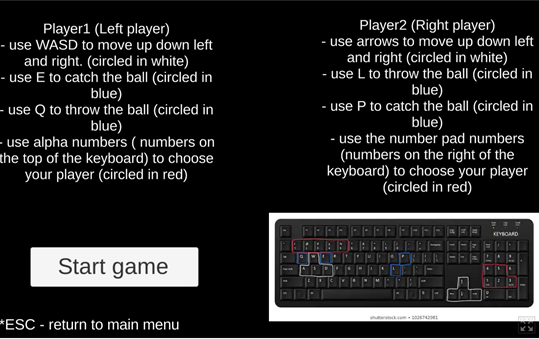 Player1 (Left player)
- use WASD to move up down left
and right. (circled in white)
- use E to catch the ball (circled in
blue)
- use Q to throw the ball (circled in
blue)
- use alpha numbers ( numbers on
the top of the keyboard) to choose
your player (circled in red)
Player2 (Right player)
- use arrows to move up down left
and right (circled in white)
- use L to throw the ball (circled in
blue)
- use P to catch the ball (circled in
blue)
- use the number pad numbers
(numbers on the right of the
keyboard) to choose your player
(circled in red)
KEYBOARD
shutterstock.com • 1026742981
Start game
*ESC - return to main menu